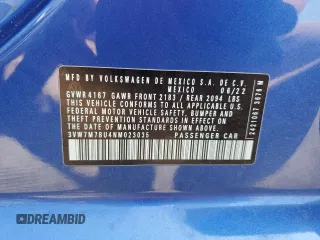 MFD BY VOLKSWAGEN DE MEXICO S.A. DE C.V.
MEXICO 06/22
GVWR 4167 GAWR FRONT 2183 / REAR 2094 LBS
THIS VEHICLE CONFORMS TO ALL APPLICABLE U.S.
FEDERAL MOTOR VEHICLE SAFETY, BUMPER, AND
THEFT PREVENTION STANDARDS IN EFFECT ON THE
DATE OF MANUFACTURE SHOWN ABOVE.
3VW7M7BU4NM023035 PASSENGER CAR
DREAMBID